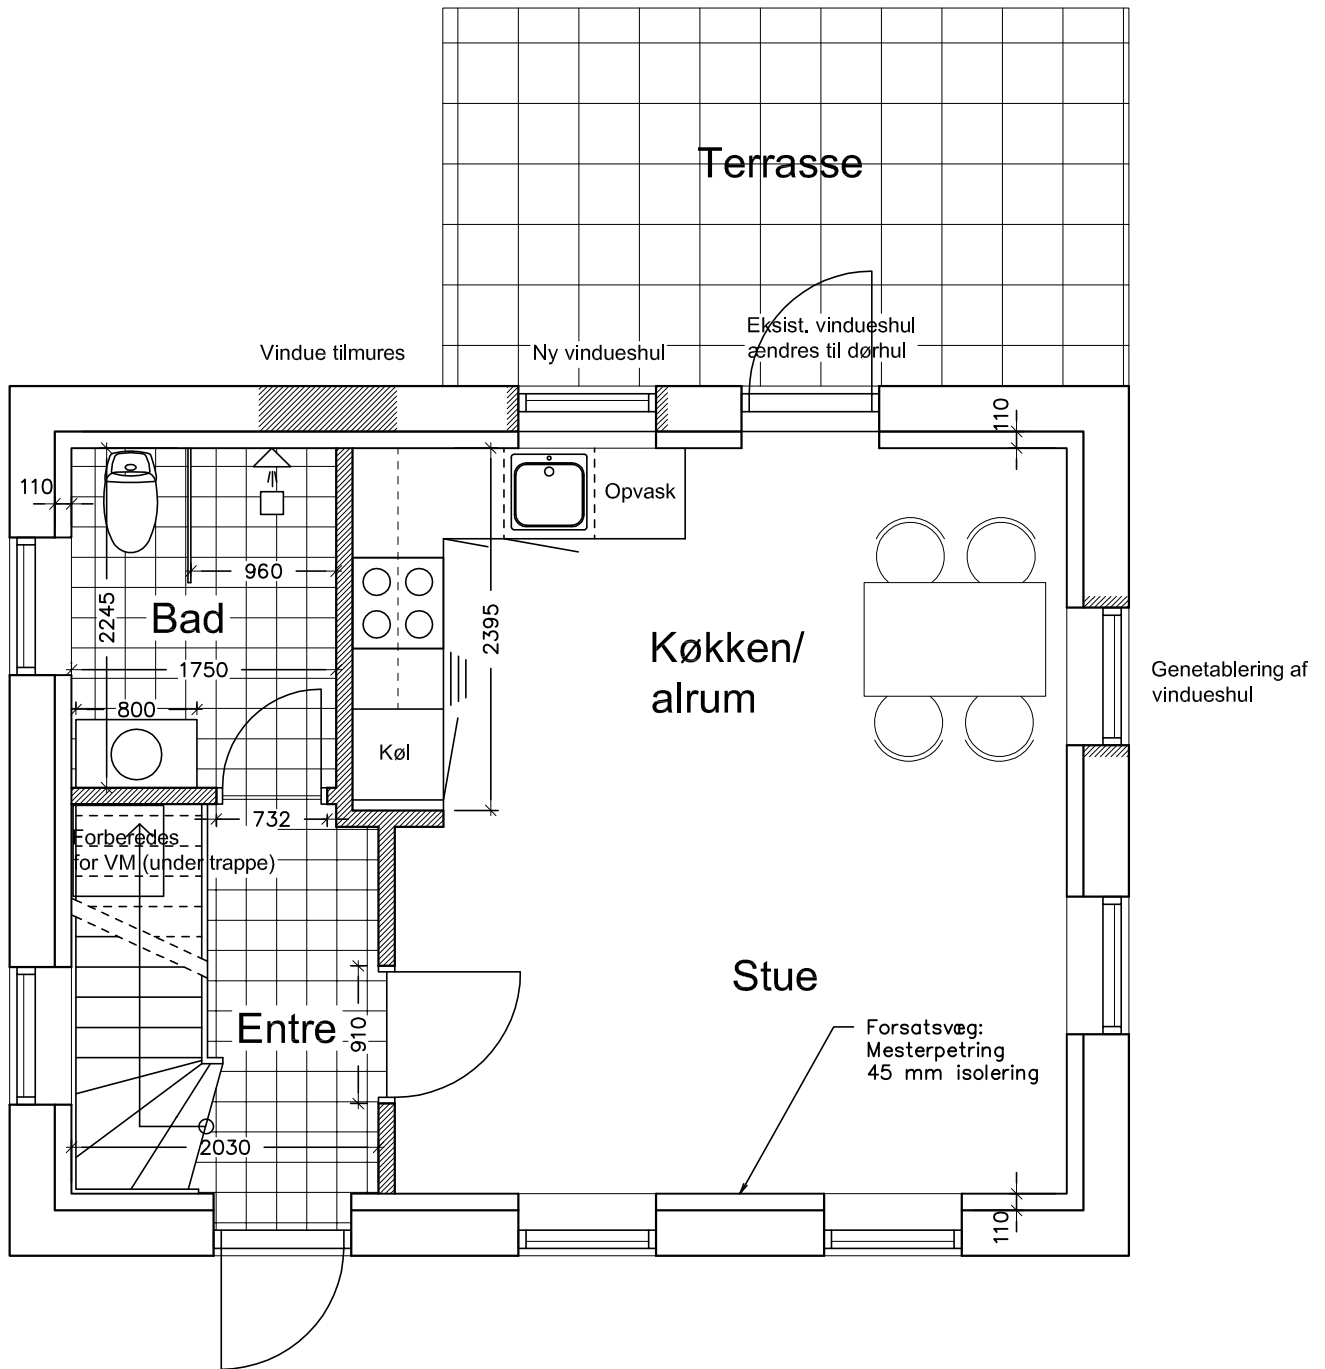 Terrasse
Vindue tilmures
Ny vindueshul
Eksist. vindueshul
ændres til dørhul
110
110
Opvask
960
2245
Bad
2395
1750
Køkken/
alrum
Genetablering af
vindueshul
800
Køl
732
Forberedes
for VM (under trappe)
Stue
Entre
910
Forsatsvæg:
Mesterpetring
45 mm isolering
2030
110